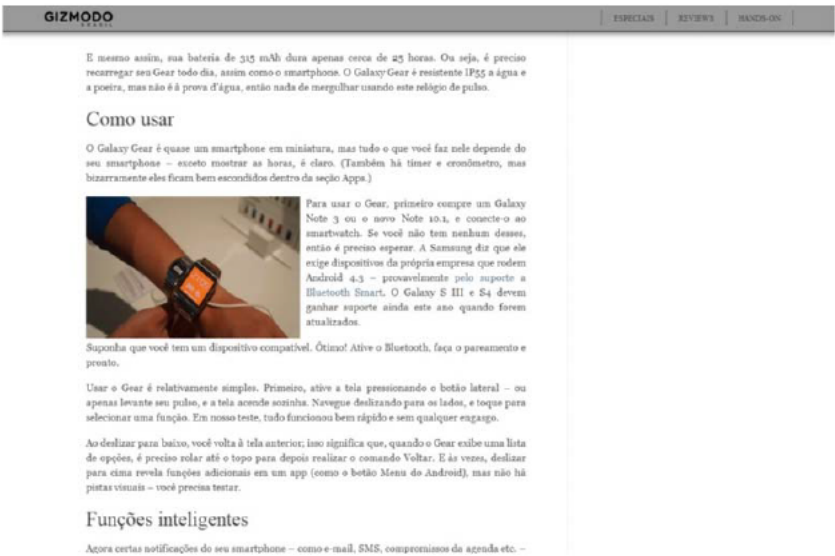 GIZMODO
BRASIL
ESPECIAIS
REVIEWS
HANDS-ON
E mesmo assim, sua bateria de 315 mAh dura apenas cerca de 25 horas. Ou seja, é preciso
recarregar seu Gear todo dia, assim como o smartphone. O Galaxy Gear é resistente IP55 a água e
a poeira, mas não é à prova d'água, então nada de mergulhar usando este relógio de pulso.
Como usar
O Galaxy Gear é quase um smartphone em miniatura, mas tudo o que você faz nele depende do
seu smartphone – exceto mostrar as horas, é claro. (Também há timer e cronômetro, mas
bizarramente eles ficam bem escondidos dentro da seção Apps.)
Para usar o Gear, primeiro compre um Galaxy
Note 3 ou o novo Note 10.1, e conecte-o ao
smartwatch. Se você não tem nenhum desses,
então é preciso esperar. A Samsung diz que ele
exige dispositivos da própria empresa que rodem
Android 4.3 – provavelmente pelo suporte a
Bluetooth Smart. O Galaxy S III e S4 devem
ganhar suporte ainda este ano quando forem
atualizados.
Suponha que você tem um dispositivo compatível. Ótimo! Ative o Bluetooth, faça o pareamento e
pronto.
Usar o Gear é relativamente simples. Primeiro, ative a tela pressionando o botão lateral – ou
apenas levante seu pulso, e a tela acende sozinha. Navegue deslizando para os lados, e toque para
selecionar uma função. Em nosso teste, tudo funcionou bem rápido e sem qualquer engasgo.
Ao deslizar para baixo, você volta à tela anterior; isso significa que, quando o Gear exibe uma lista
de opções, é preciso rolar até o topo para depois realizar o comando Voltar. E às vezes, deslizar
para cima revela funções adicionais em um app (como o botão Menu do Android), mas não há
pistas visuais – você precisa testar.
Funções inteligentes
Agora certas notificações do seu smartphone – como e-mail, SMS, compromissos da agenda etc. –